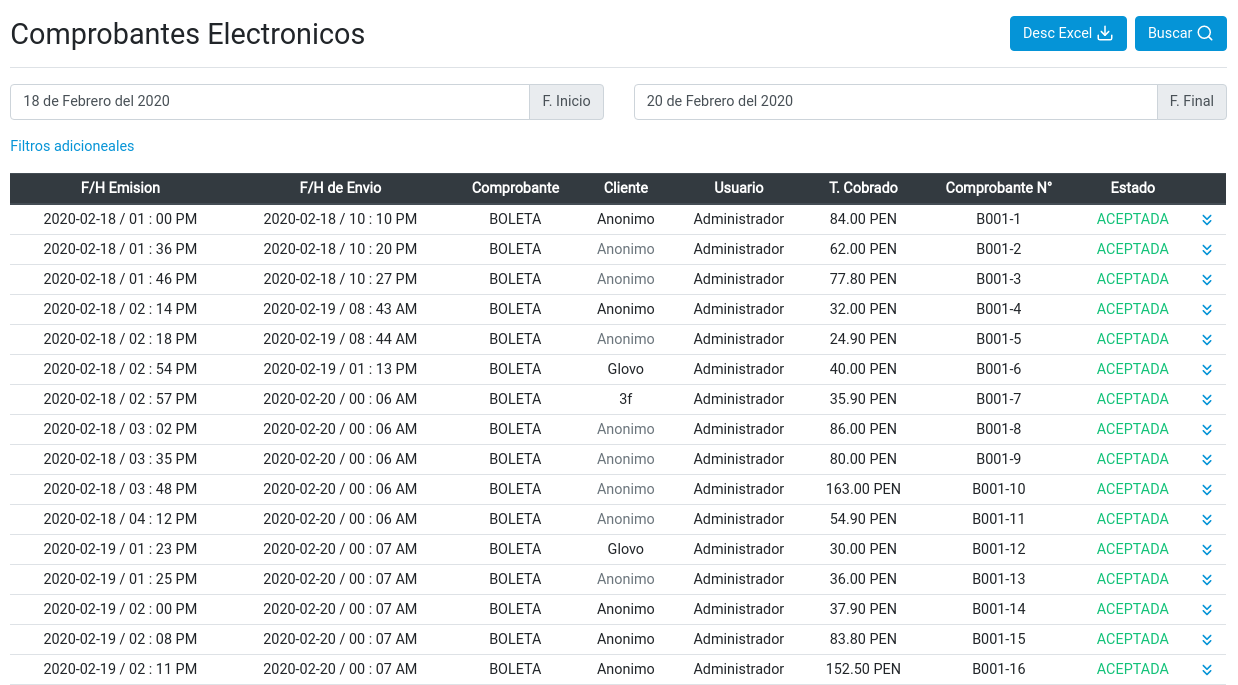 Comprobantes Electronicos
Desc Excel Buscar
18 de Febrero del 2020 F. Inicio 20 de Febrero del 2020 F. Final
Filtros adicioneales
F/H Emision F/H de Envio Comprobante Cliente Usuario T. Cobrado Comprobante N° Estado
2020-02-18 / 01 : 00 PM 2020-02-18 / 10 : 10 PM BOLETA Anonimo Administrador 84.00 PEN B001-1 ACEPTADA
2020-02-18 / 01 : 36 PM 2020-02-18 / 10 : 20 PM BOLETA Anonimo Administrador 62.00 PEN B001-2 ACEPTADA
2020-02-18 / 01 : 46 PM 2020-02-18 / 10 : 27 PM BOLETA Anonimo Administrador 77.80 PEN B001-3 ACEPTADA
2020-02-18 / 02 : 14 PM 2020-02-19 / 08 : 43 AM BOLETA Anonimo Administrador 32.00 PEN B001-4 ACEPTADA
2020-02-18 / 02 : 18 PM 2020-02-19 / 08 : 44 AM BOLETA Anonimo Administrador 24.90 PEN B001-5 ACEPTADA
2020-02-18 / 02 : 54 PM 2020-02-19 / 01 : 13 PM BOLETA Glovo Administrador 40.00 PEN B001-6 ACEPTADA
2020-02-18 / 02 : 57 PM 2020-02-20 / 00 : 06 AM BOLETA 3f Administrador 35.90 PEN B001-7 ACEPTADA
2020-02-18 / 03 : 02 PM 2020-02-20 / 00 : 06 AM BOLETA Anonimo Administrador 86.00 PEN B001-8 ACEPTADA
2020-02-18 / 03 : 35 PM 2020-02-20 / 00 : 06 AM BOLETA Anonimo Administrador 80.00 PEN B001-9 ACEPTADA
2020-02-18 / 03 : 48 PM 2020-02-20 / 00 : 06 AM BOLETA Anonimo Administrador 163.00 PEN B001-10 ACEPTADA
2020-02-18 / 04 : 12 PM 2020-02-20 / 00 : 06 AM BOLETA Anonimo Administrador 54.90 PEN B001-11 ACEPTADA
2020-02-19 / 01 : 23 PM 2020-02-20 / 00 : 07 AM BOLETA Glovo Administrador 30.00 PEN B001-12 ACEPTADA
2020-02-19 / 01 : 25 PM 2020-02-20 / 00 : 07 AM BOLETA Anonimo Administrador 36.00 PEN B001-13 ACEPTADA
2020-02-19 / 02 : 00 PM 2020-02-20 / 00 : 07 AM BOLETA Anonimo Administrador 37.90 PEN B001-14 ACEPTADA
2020-02-19 / 02 : 08 PM 2020-02-20 / 00 : 07 AM BOLETA Anonimo Administrador 83.80 PEN B001-15 ACEPTADA
2020-02-19 / 02 : 11 PM 2020-02-20 / 00 : 07 AM BOLETA Anonimo Administrador 152.50 PEN B001-16 ACEPTADA